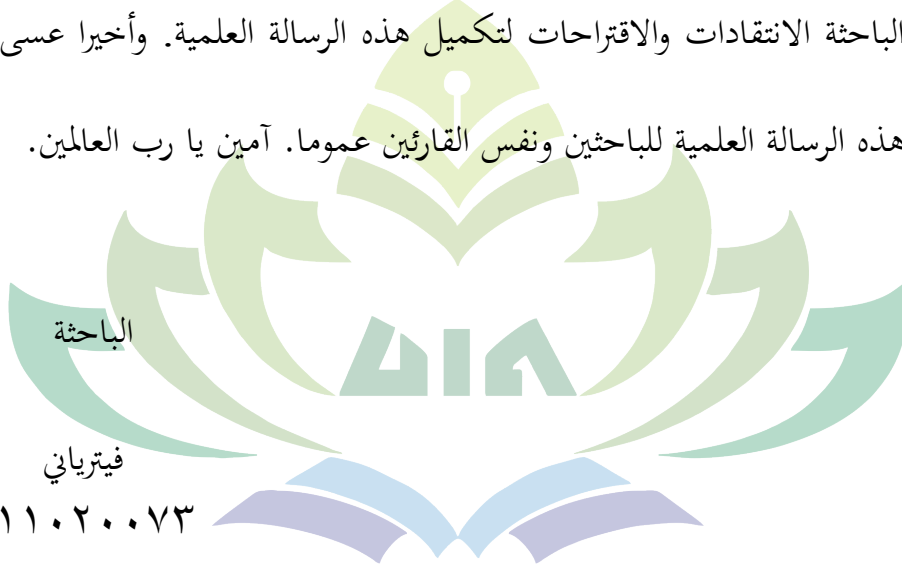 الباحثة الانتقادات والاقتراحات لتكميل هذه الرسالة العلمية. وأخيرا عسى
هذه الرسالة العلمية للباحثين ونفس القارئين عموما. آمين يا رب العالمين.
الباحثة
فيترياني
١١٠٢٠٠٧٣